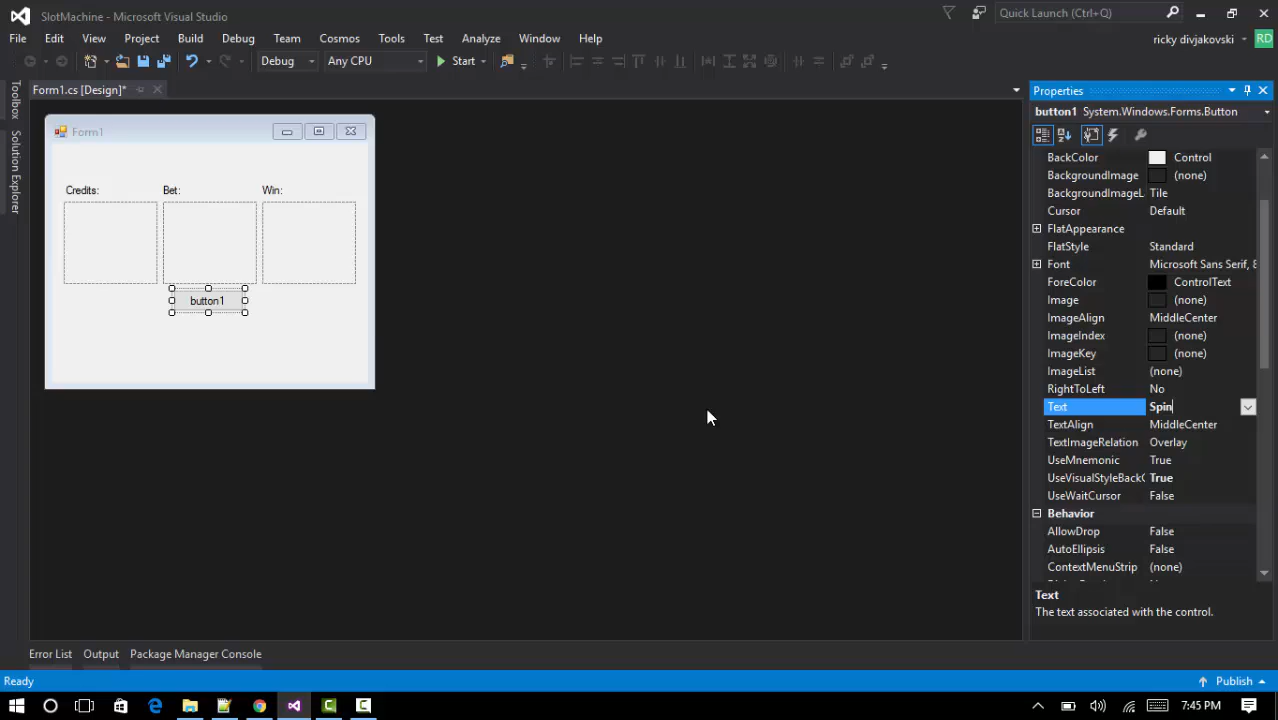 SlotMachine - Microsoft Visual Studio
Quick Launch (Ctrl+Q)
File Edit View Project Build Debug Team Cosmos Tools Test Analyze Window Help
ricky divjakovski RD
Debug Any CPU Start
Toolbox
Solution Explorer
Form1.cs [Design]*
Form1
Credits: Bet: Win:
button1
Properties
button1 System.Windows.Forms.Button
BackColor Control
BackgroundImage (none)
BackgroundImageL Tile
Cursor Default
FlatAppearance
FlatStyle Standard
Font Microsoft Sans Serif, 8
ForeColor ControlText
Image (none)
ImageAlign MiddleCenter
ImageIndex (none)
ImageKey (none)
ImageList (none)
RightToLeft No
Text Spin
TextAlign MiddleCenter
TextImageRelation Overlay
UseMnemonic True
UseVisualStyleBackC True
UseWaitCursor False
Behavior
AllowDrop False
AutoEllipsis False
ContextMenuStrip (none)
Text
The text associated with the control.
Error List Output Package Manager Console
Ready
Publish
7:45 PM